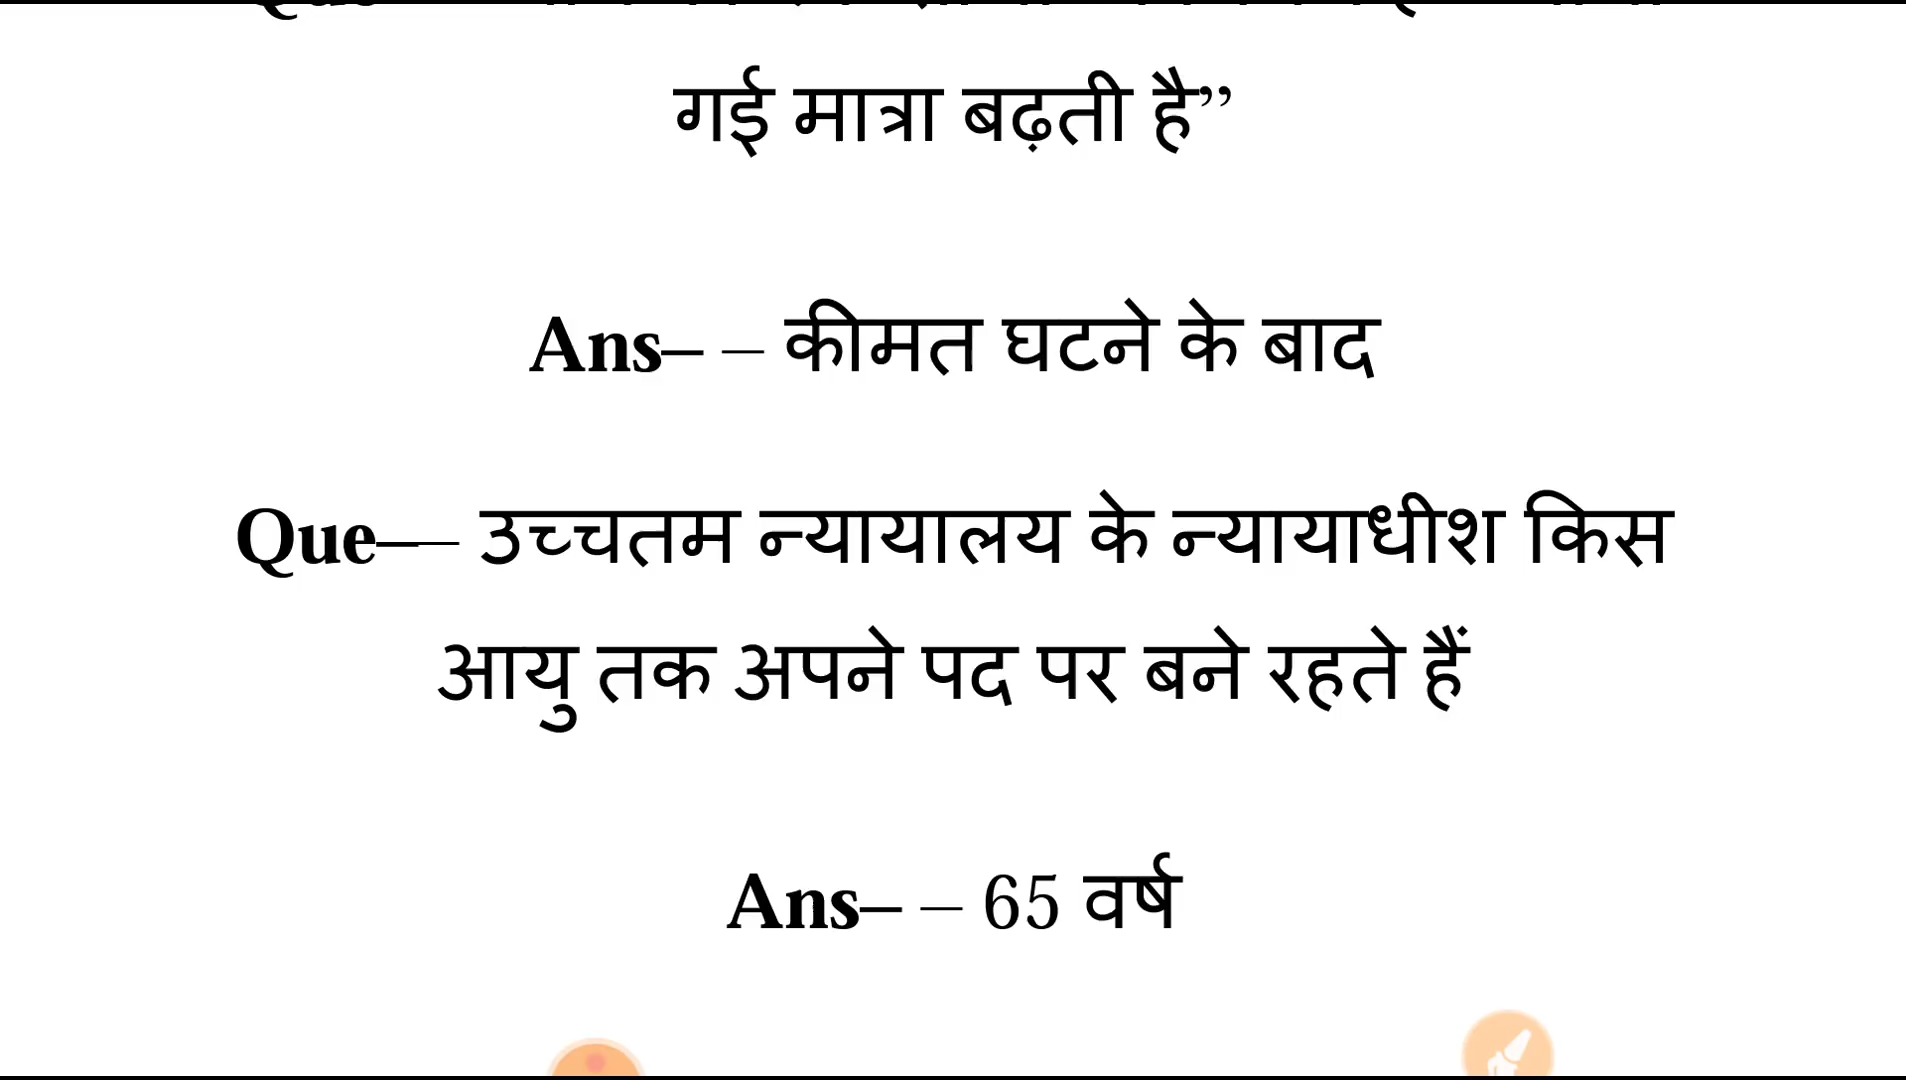 गई मात्रा बढ़ती है”
Ans– – कीमत घटने के बाद
Que–— उच्चतम न्यायालय के न्यायाधीश किस
आयु तक अपने पद पर बने रहते हैं
Ans– – 65 वर्ष